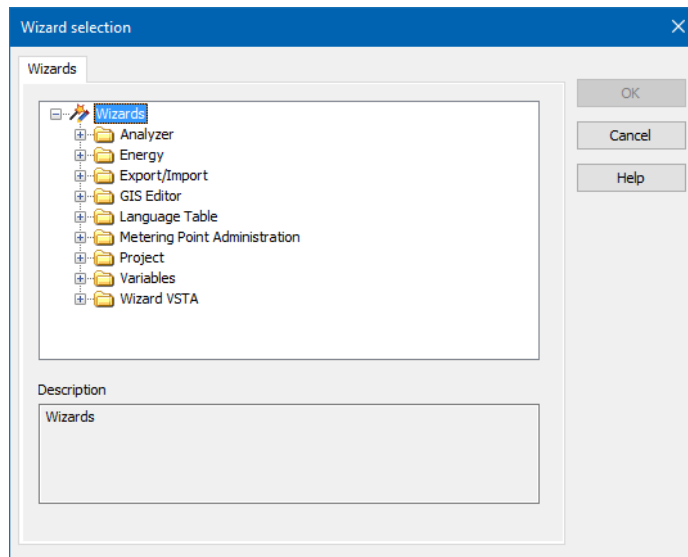 Wizard selection
Wizards
OK
Cancel
Help
Wizards
Analyzer
Energy
Export/Import
GIS Editor
Language Table
Metering Point Administration
Project
Variables
Wizard VSTA
Description
Wizards